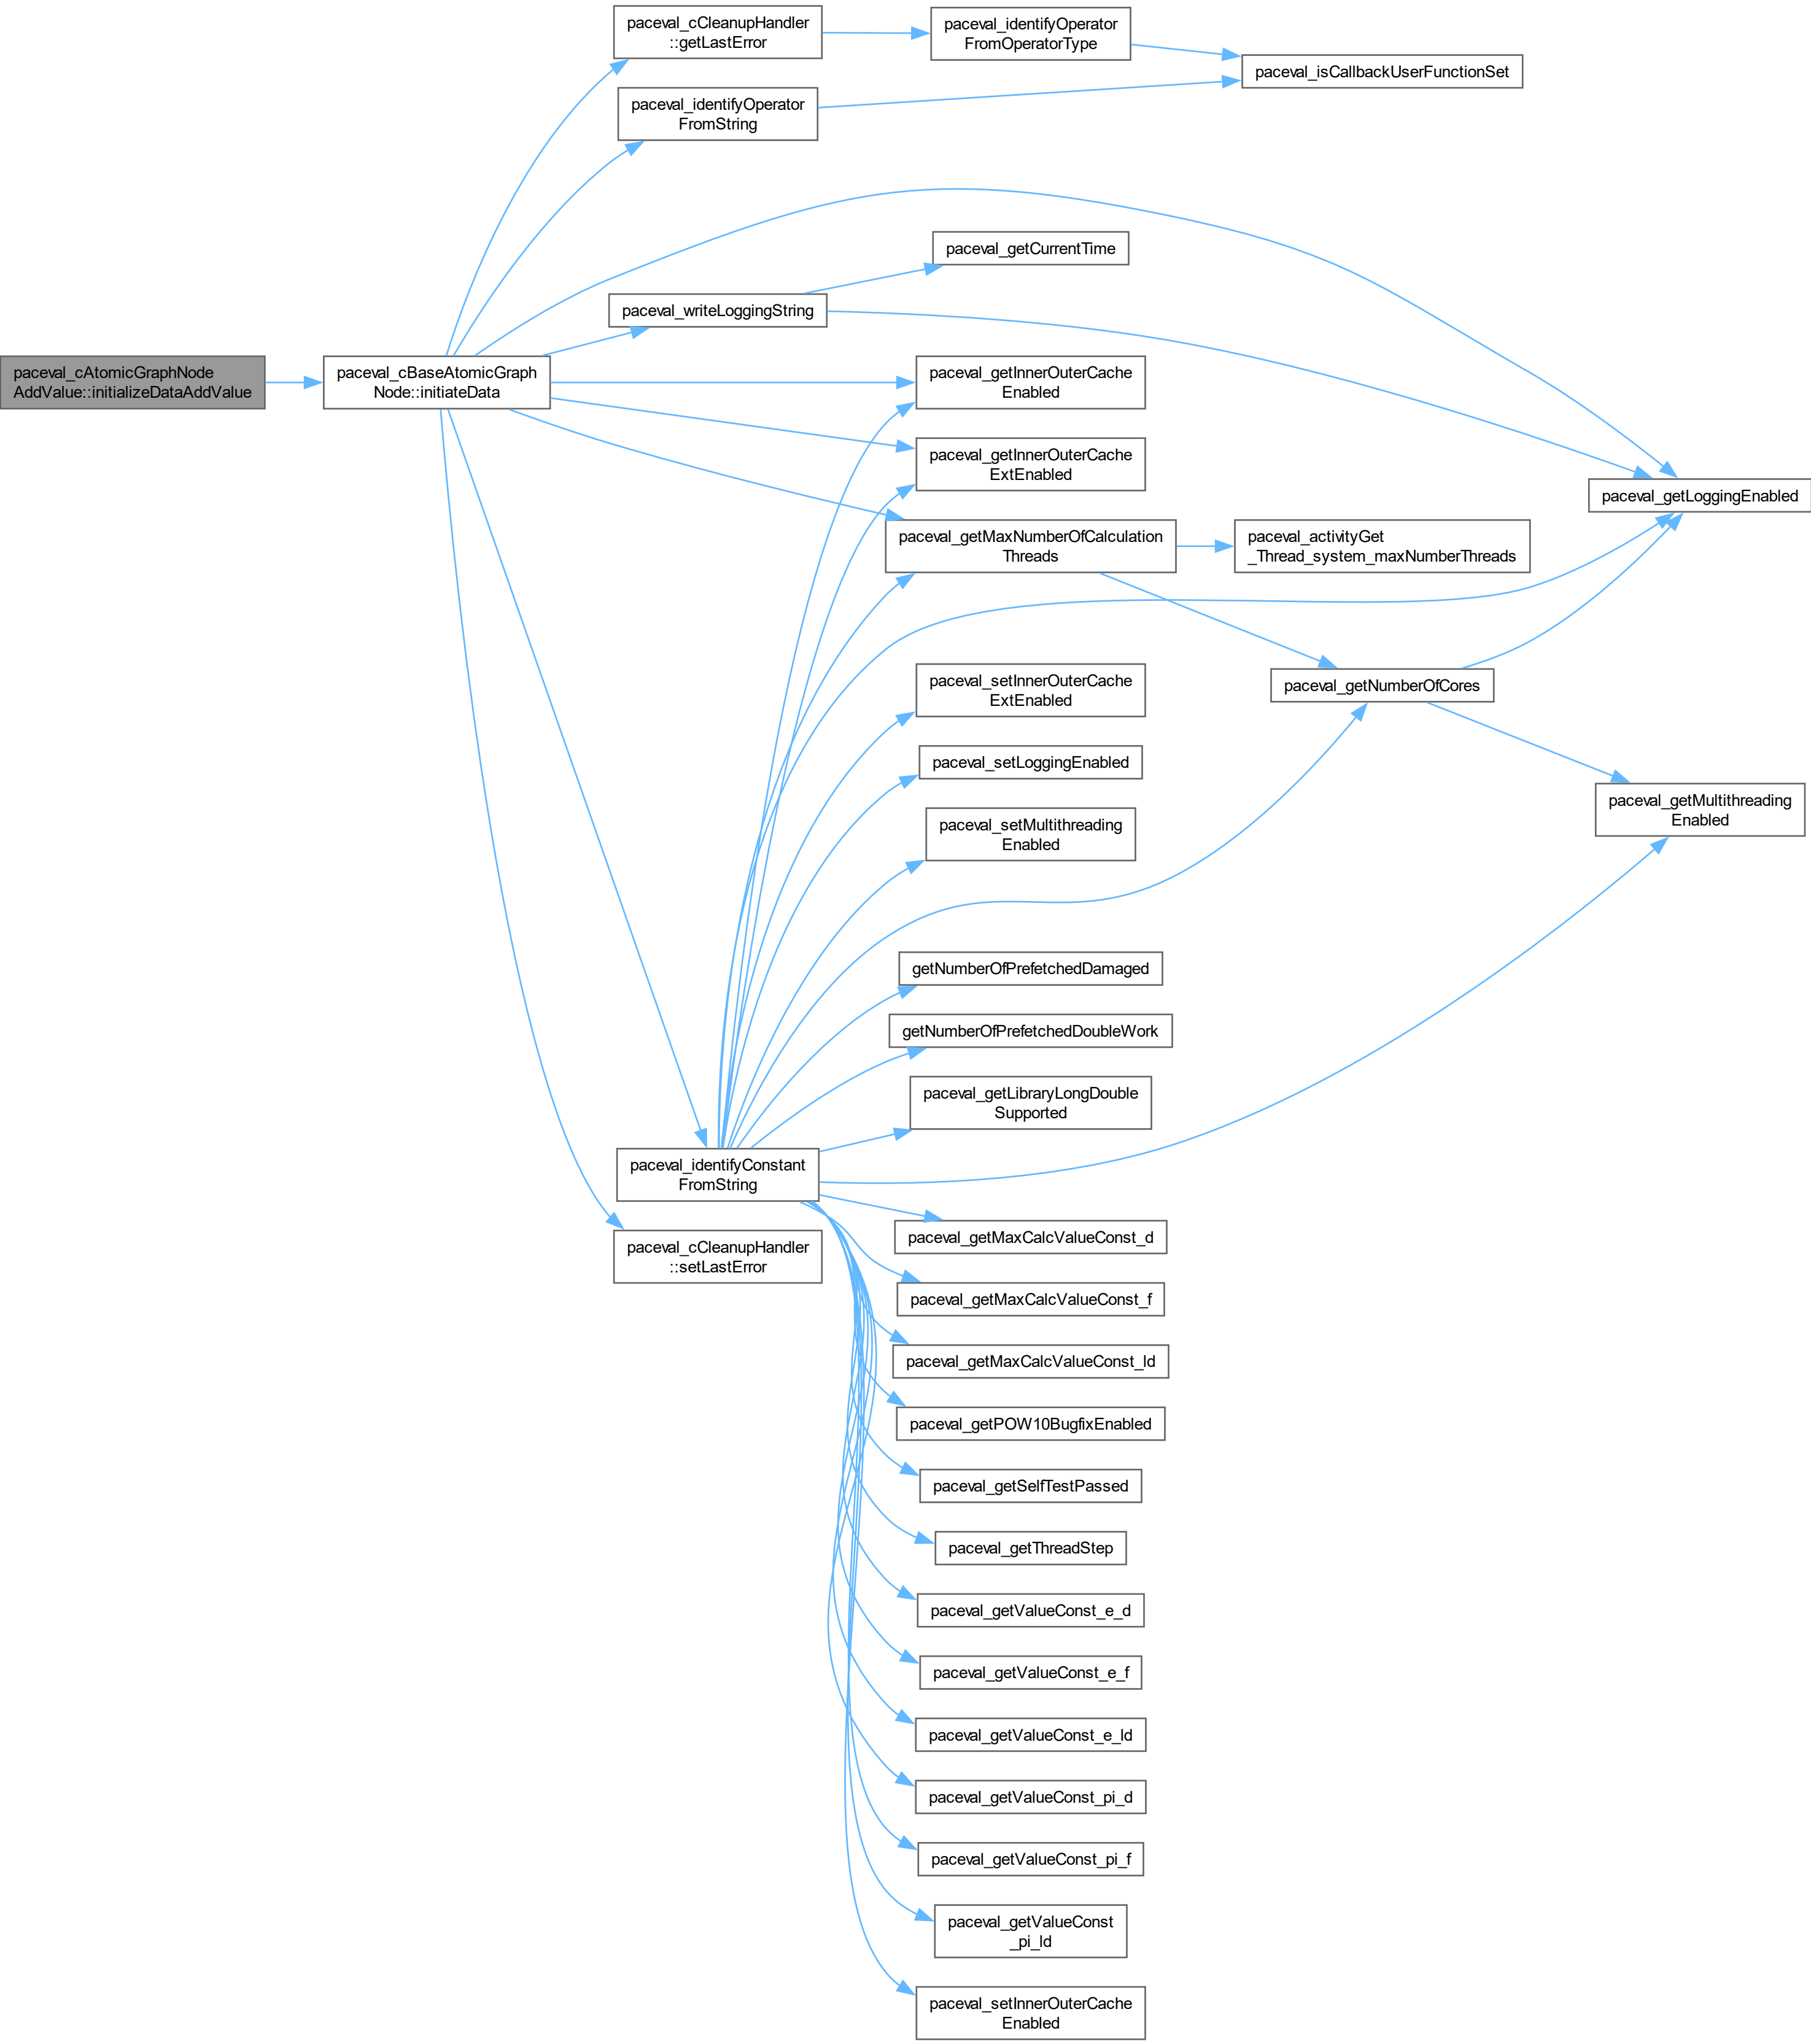 paceval_cAtomicGraphNode
AddValue::initializeDataAddValue
paceval_cBaseAtomicGraph
Node::initiateData
paceval_cCleanupHandler
::getLastError
paceval_identifyOperator
FromOperatorType
paceval_isCallbackUserFunctionSet
paceval_identifyOperator
FromString
paceval_getCurrentTime
paceval_writeLoggingString
paceval_getInnerOuterCache
Enabled
paceval_getInnerOuterCache
ExtEnabled
paceval_getLoggingEnabled
paceval_getMaxNumberOfCalculation
Threads
paceval_activityGet
_Thread_system_maxNumberThreads
paceval_setInnerOuterCache
ExtEnabled
paceval_getNumberOfCores
paceval_setLoggingEnabled
paceval_getMultithreading
Enabled
paceval_setMultithreading
Enabled
getNumberOfPrefetchedDamaged
getNumberOfPrefetchedDoubleWork
paceval_getLibraryLongDouble
Supported
paceval_identifyConstant
FromString
paceval_cCleanupHandler
::setLastError
paceval_getMaxCalcValueConst_d
paceval_getMaxCalcValueConst_f
paceval_getMaxCalcValueConst_ld
paceval_getPOW10BugfixEnabled
paceval_getSelfTestPassed
paceval_getThreadStep
paceval_getValueConst_e_d
paceval_getValueConst_e_f
paceval_getValueConst_e_ld
paceval_getValueConst_pi_d
paceval_getValueConst_pi_f
paceval_getValueConst
_pi_ld
paceval_setInnerOuterCache
Enabled